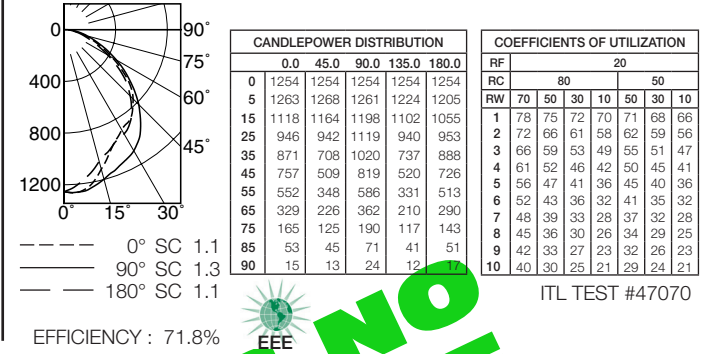 0
400
800
1200
90°
75°
60°
45°
0° 15° 30°
0° SC 1.1
90° SC 1.3
180° SC 1.1
EFFICIENCY : 71.8%
CANDLEPOWER DISTRIBUTION
0.0 45.0 90.0 135.0 180.0
0 1254 1254 1254 1254 1254
5 1263 1268 1261 1224 1205
15 1118 1164 1198 1102 1055
25 946 942 1119 940 953
35 871 708 1020 737 888
45 757 509 819 520 726
55 552 348 586 331 513
65 329 226 362 210 290
75 165 125 190 117 143
85 53 45 71 41 51
90 15 13 24 12 17
EEE
NO
COEFFICIENTS OF UTILIZATION
RF 20
RC 80 50
RW 70 50 30 10 50 30 10
1 78 75 72 70 71 68 66
2 72 66 61 58 62 59 56
3 66 59 53 49 55 51 47
4 61 52 46 42 50 45 41
5 56 47 41 36 45 40 36
6 52 43 36 32 41 35 32
7 48 39 33 28 37 32 28
8 45 36 30 26 34 29 25
9 42 33 27 23 32 26 23
10 40 30 25 21 29 24 21
ITL TEST #47070